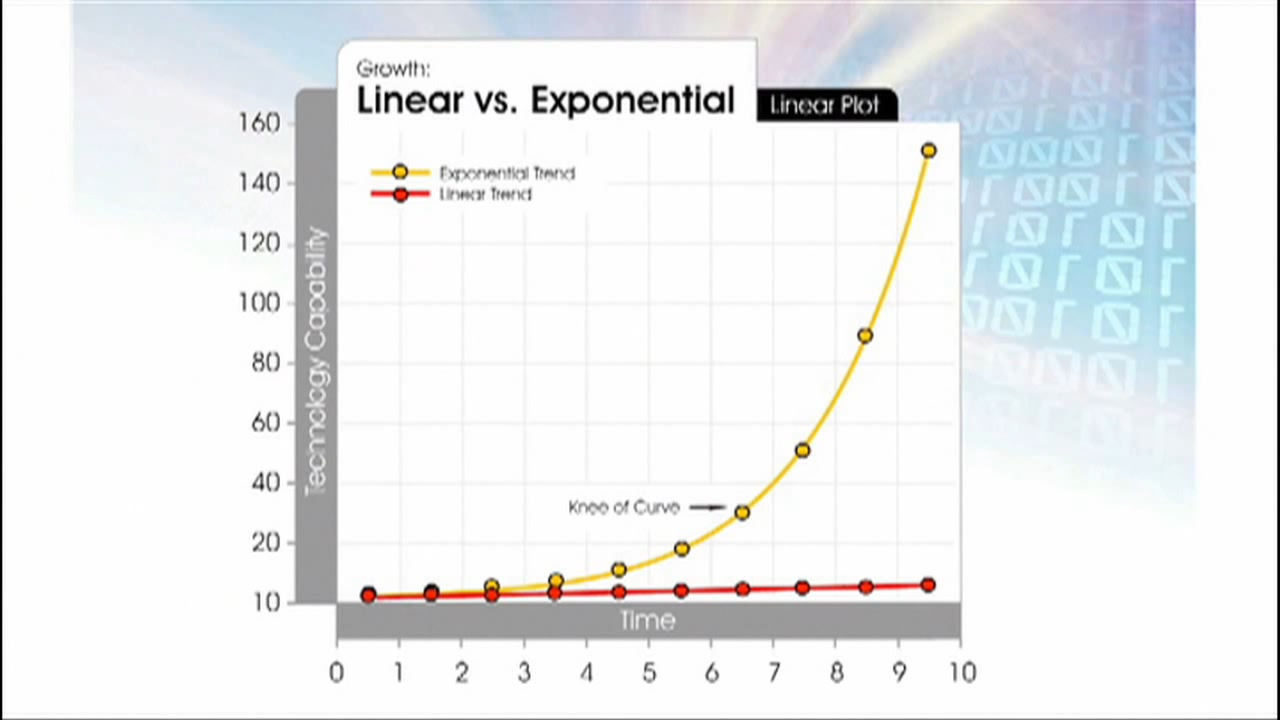 Growth:
Linear vs. Exponential
Linear Plot
160
140
120
100
80
60
40
20
10
Technology Capability
Exponential Trend
Linear Trend
Knee of Curve
Time
0 1 2 3 4 5 6 7 8 9 10